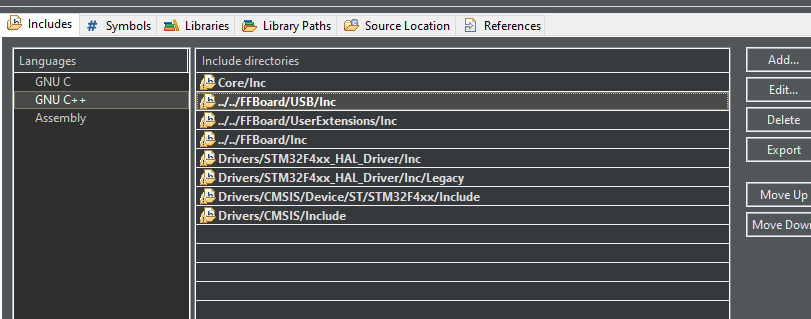 Includes # Symbols Libraries Library Paths Source Location References
Languages
GNU C
GNU C++
Assembly
Include directories
Core/Inc
../../FFBoard/USB/Inc
../../FFBoard/UserExtensions/Inc
../../FFBoard/Inc
Drivers/STM32F4xx_HAL_Driver/Inc
Drivers/STM32F4xx_HAL_Driver/Inc/Legacy
Drivers/CMSIS/Device/ST/STM32F4xx/Include
Drivers/CMSIS/Include
Add...
Edit...
Delete
Export
Move Up
Move Down